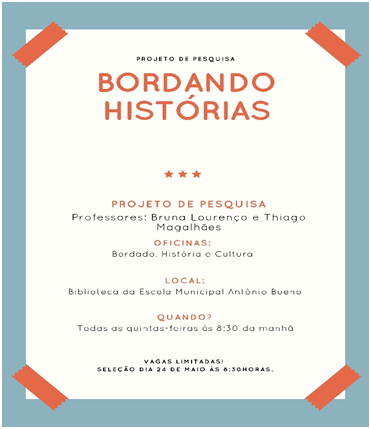 PROJETO DE PESQUISA
BORDANDO
HISTÓRIAS
PROJETO DE PESQUISA
Professores: Bruna Lourenço e Thiago
Magalhães
OFICINAS:
Bordado, História e Cultura
LOCAL:
Biblioteca da Escola Municipal Antônio Bueno
QUANDO?
Todas as quintas-feiras ás 8:30 da manhã
VAGAS LIMITADAS!
SELEÇÃO DIA 24 DE MAIO ÁS 8:30HORAS.